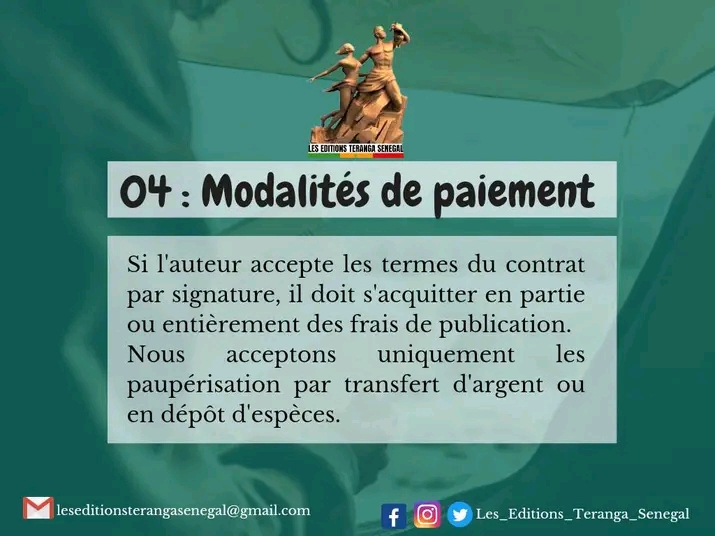 LES EDITIONS TERANGA SENEGAL
04 : Modalités de paiement
Si l'auteur accepte les termes du contrat
par signature, il doit s'acquitter en partie
ou entièrement des frais de publication.
Nous acceptons uniquement les
paupérisation par transfert d'argent ou
en dépôt d'espèces.
leseditionsterangasenegal@gmail.com
Les_Editions_Teranga_Senegal